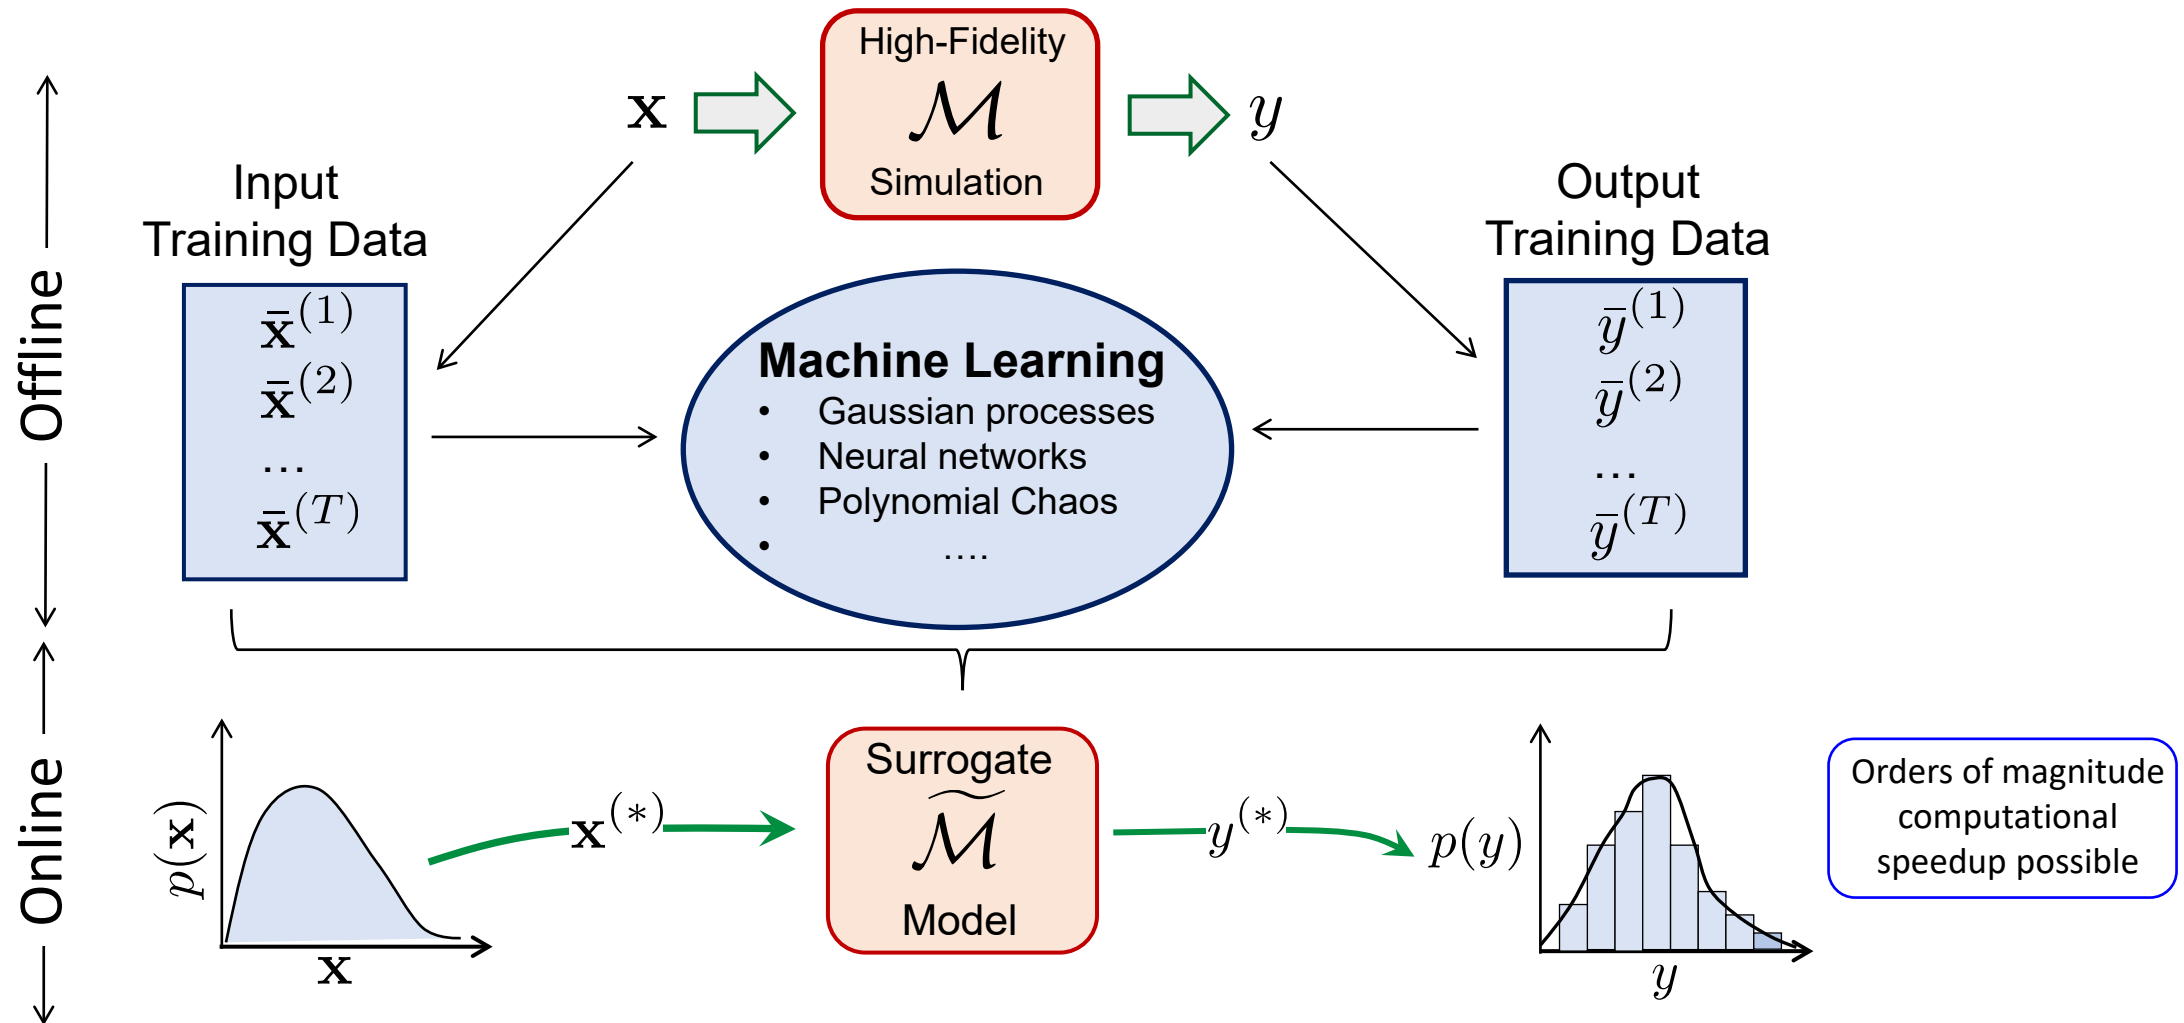 High-Fidelity
𝓜
Simulation
𝐱
y
Input
Training Data
x̄^(1)
x̄^(2)
...
x̄^(T)
Machine Learning
• Gaussian processes
• Neural networks
• Polynomial Chaos
• ....
Output
Training Data
ȳ^(1)
ȳ^(2)
...
ȳ^(T)
Offline
Online
p(𝐱)
𝐱
𝐱^(*)
Surrogate
𝓜̃
Model
y^(*)
p(y)
y
Orders of magnitude
computational
speedup possible